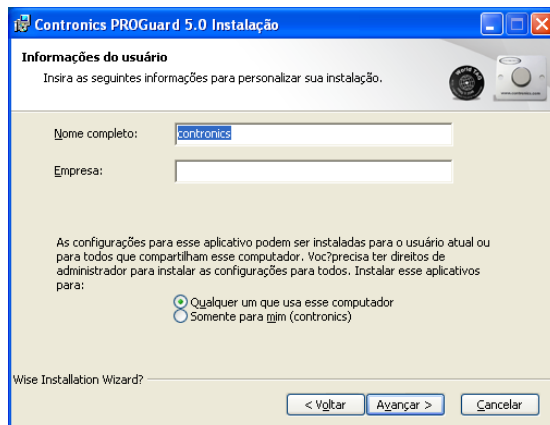 Contronics PROGuard 5.0 Instalação
Informações do usuário
Insira as seguintes informações para personalizar sua instalação.
Nome completo:
contronics
Empresa:
As configurações para esse aplicativo podem ser instaladas para o usuário atual ou
para todos que compartilham esse computador. Voc?precisa ter direitos de
administrador para instalar as configurações para todos. Instalar esse aplicativos
para:
Qualquer um que usa esse computador
Somente para mim (contronics)
Wise Installation Wizard?
< Voltar
Avançar >
Cancelar